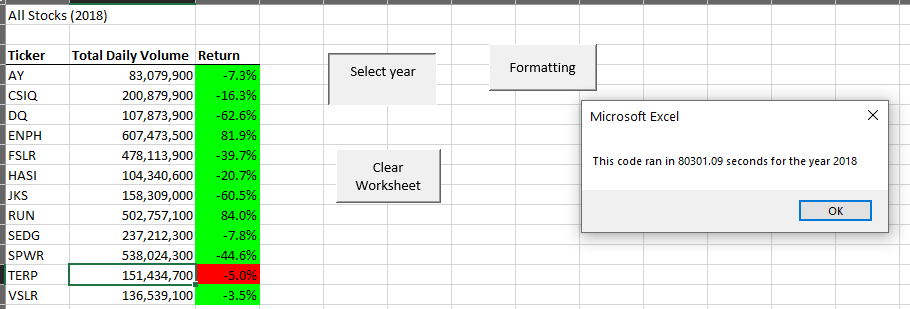 All Stocks (2018)
Ticker Total Daily Volume Return
AY 83,079,900 -7.3%
CSIQ 200,879,900 -16.3%
DQ 107,873,900 -62.6%
ENPH 607,473,500 81.9%
FSLR 478,113,900 -39.7%
HASI 104,340,600 -20.7%
JKS 158,309,000 -60.5%
RUN 502,757,100 84.0%
SEDG 237,212,300 -7.8%
SPWR 538,024,300 -44.6%
TERP 151,434,700 -5.0%
VSLR 136,539,100 -3.5%
Select year
Formatting
Clear
Worksheet
Microsoft Excel
This code ran in 80301.09 seconds for the year 2018
OK